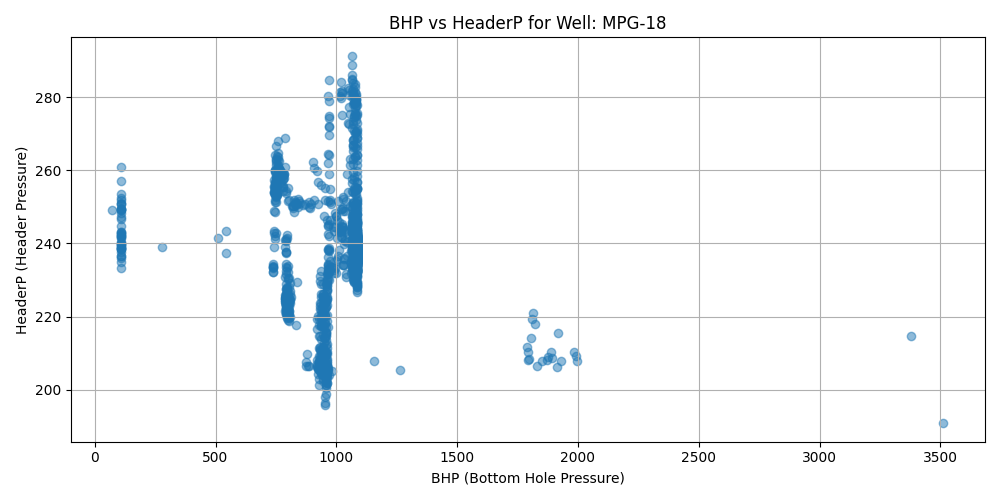 BHP vs HeaderP for Well: MPG-18
HeaderP (Header Pressure)
280
260
240
220
200
0 500 1000 1500 2000 2500 3000 3500
BHP (Bottom Hole Pressure)